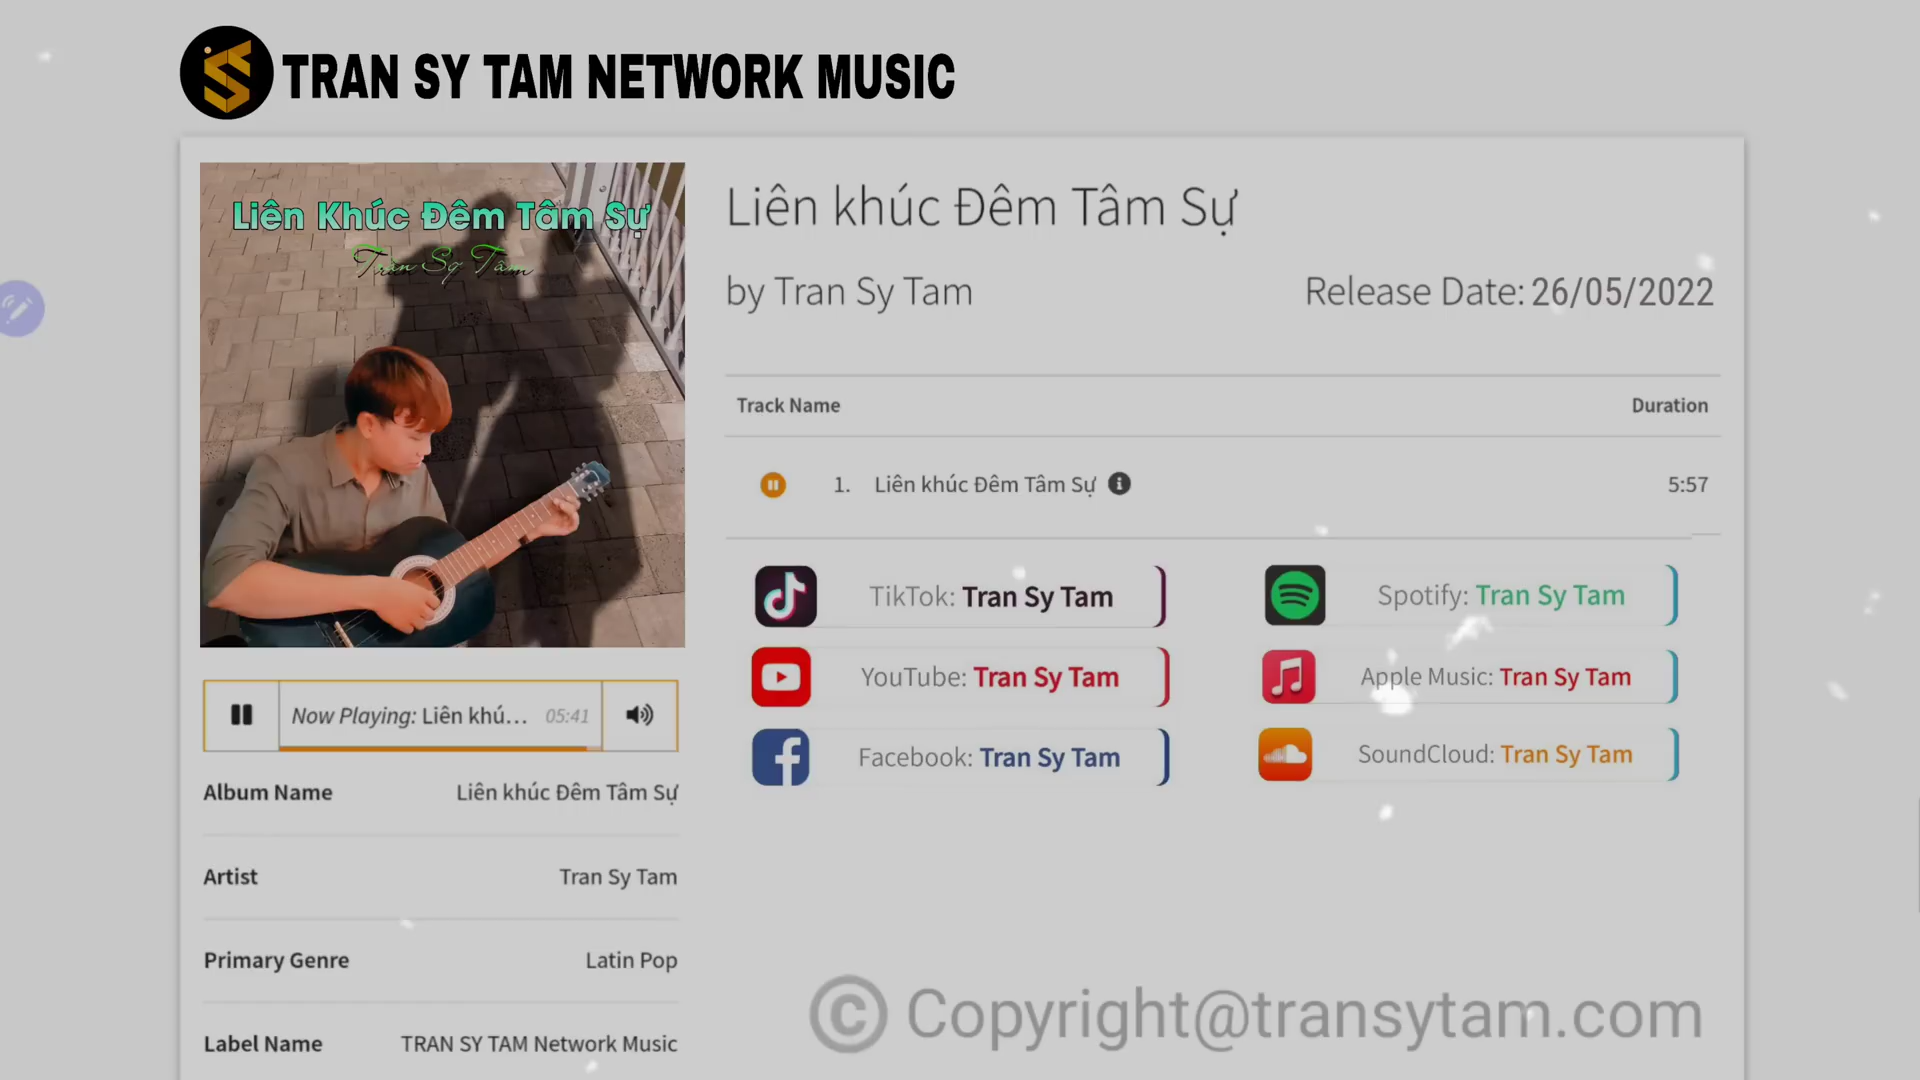 TRAN SY TAM NETWORK MUSIC
Liên Khúc Đêm Tâm Sự
Trần Sỹ Tâm
Liên khúc Đêm Tâm Sự
by Tran Sy Tam
Release Date: 26/05/2022
Track Name
Duration
1. Liên khúc Đêm Tâm Sự
5:57
TikTok: Tran Sy Tam
Spotify: Tran Sy Tam
YouTube: Tran Sy Tam
Apple Music: Tran Sy Tam
Facebook: Tran Sy Tam
SoundCloud: Tran Sy Tam
Now Playing: Liên khú... 05:41
Album Name
Liên khúc Đêm Tâm Sự
Artist
Tran Sy Tam
Primary Genre
Latin Pop
Label Name
TRAN SY TAM Network Music
© Copyright@transytam.com